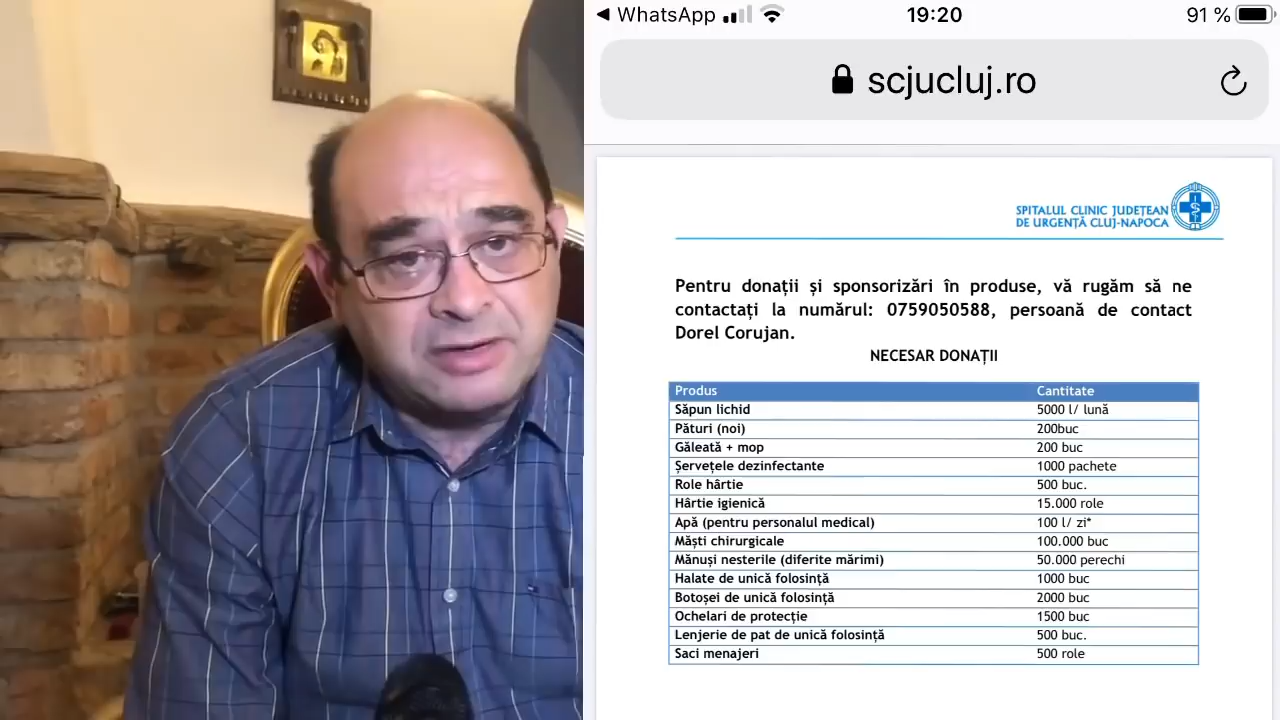 WhatsApp
19:20
91 %
scjucluj.ro
SPITALUL CLINIC JUDEȚEAN
DE URGENȚĂ CLUJ-NAPOCA
Pentru donații și sponsorizări în produse, vă rugăm să ne
contactați la numărul: 0759050588, persoană de contact
Dorel Corujan.
NECESAR DONAȚII
Produs Cantitate
Săpun lichid 5000 l/ lună
Pături (noi) 200buc
Găleată + mop 200 buc
Șervețele dezinfectante 1000 pachete
Role hârtie 500 buc.
Hârtie igienică 15.000 role
Apă (pentru personalul medical) 100 l/ zi*
Măști chirurgicale 100.000 buc
Mănuși nesterile (diferite mărimi) 50.000 perechi
Halate de unică folosință 1000 buc
Botoșei de unică folosință 2000 buc
Ochelari de protecție 1500 buc
Lenjerie de pat de unică folosință 500 buc.
Saci menajeri 500 role